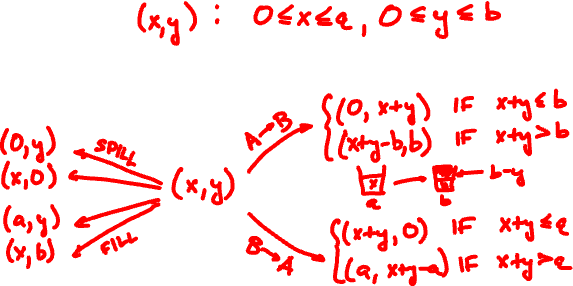 (x,y) : 0≤x≤a, 0≤y≤b
A→B
{(0, x+y) IF x+y≤b
(x+y-b,b) IF x+y>b
(0,y)
SPILL
(x,0)
(x,y)
x
a
b
b-y
(a,y)
(x,b)
FILL
B→A
{(x+y, 0) IF x+y≤a
(a, x+y-a) IF x+y>a